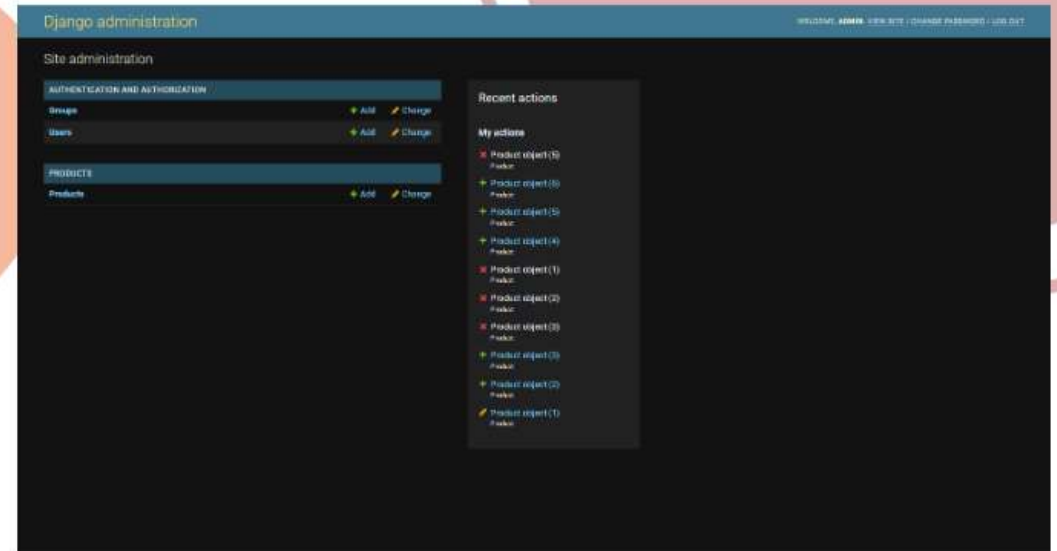 Django administration
WELCOME, ADMIN. VIEW SITE / CHANGE PASSWORD / LOG OUT
Site administration
AUTHENTICATION AND AUTHORIZATION
Groups + Add Change
Users + Add Change
PRODUCTS
Products + Add Change
Recent actions
My actions
Product object (5)
Product
+ Product object (6)
Product
+ Product object (5)
Product
+ Product object (4)
Product
Product object (1)
Product
Product object (2)
Product
Product object (3)
Product
+ Product object (3)
Product
+ Product object (2)
Product
Product object (1)
Product